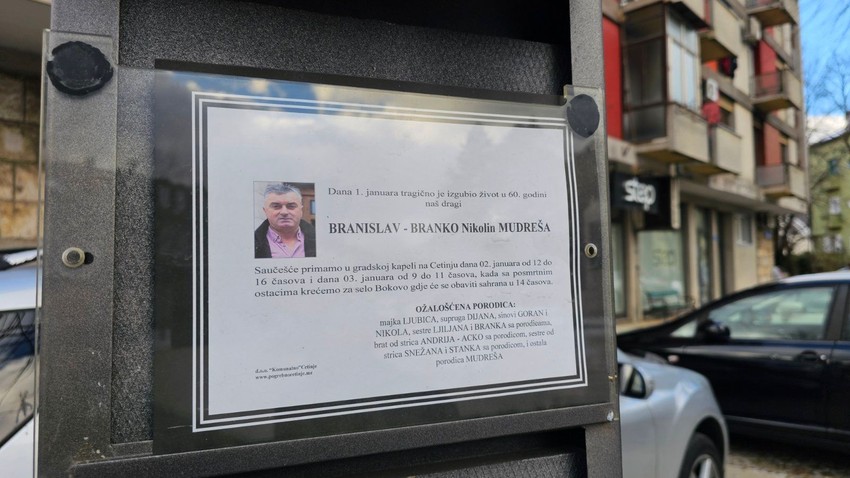 Dana 1. januara tragično je izgubio život u 60. godini
naš dragi
BRANISLAV - BRANKO Nikolin MUDREŠA
Saučešće primamo u gradskoj kapeli na Cetinju dana 02. januara od 12 do
16 časova i dana 03. januara od 9 do 11 časova, kada sa posmrtnim
ostacima krećemo za selo Bokovo gdje će se obaviti sahrana u 14 časova.
OŽALOŠĆENA PORODICA:
majka LJUBICA, supruga DIJANA, sinovi GORAN i
NIKOLA, sestre LJILJANA i BRANKA sa porodicama,
brat od strica ANDRIJA - ACKO sa porodicom, sestre od
strica SNEŽANA i STANKA sa porodicom, i ostala
porodica MUDREŠA
d.o.o. "Komunalno" Cetinje
step